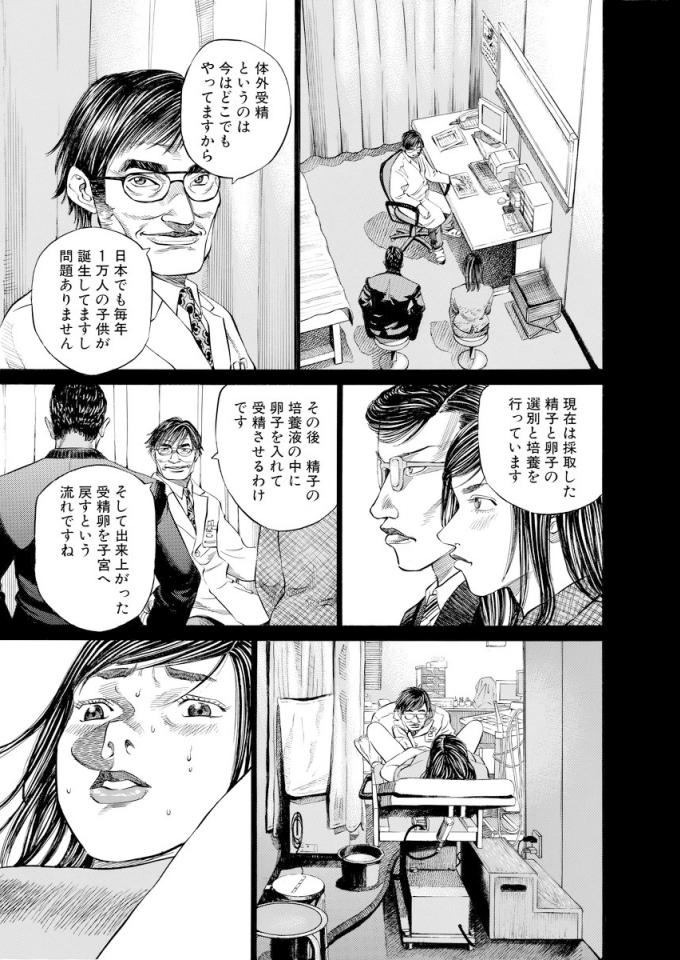 体外受精
というのは
今はどこでも
やってますから
日本でも毎年
１万人の子供が
誕生してますし
問題ありません
現在は採取した
精子と卵子の
選別と培養を
行っています
その後　精子の
培養液の中に
卵子を入れて
受精させるわけ
です
そして出来上がった
受精卵を子宮へ
戻すという
流れですね